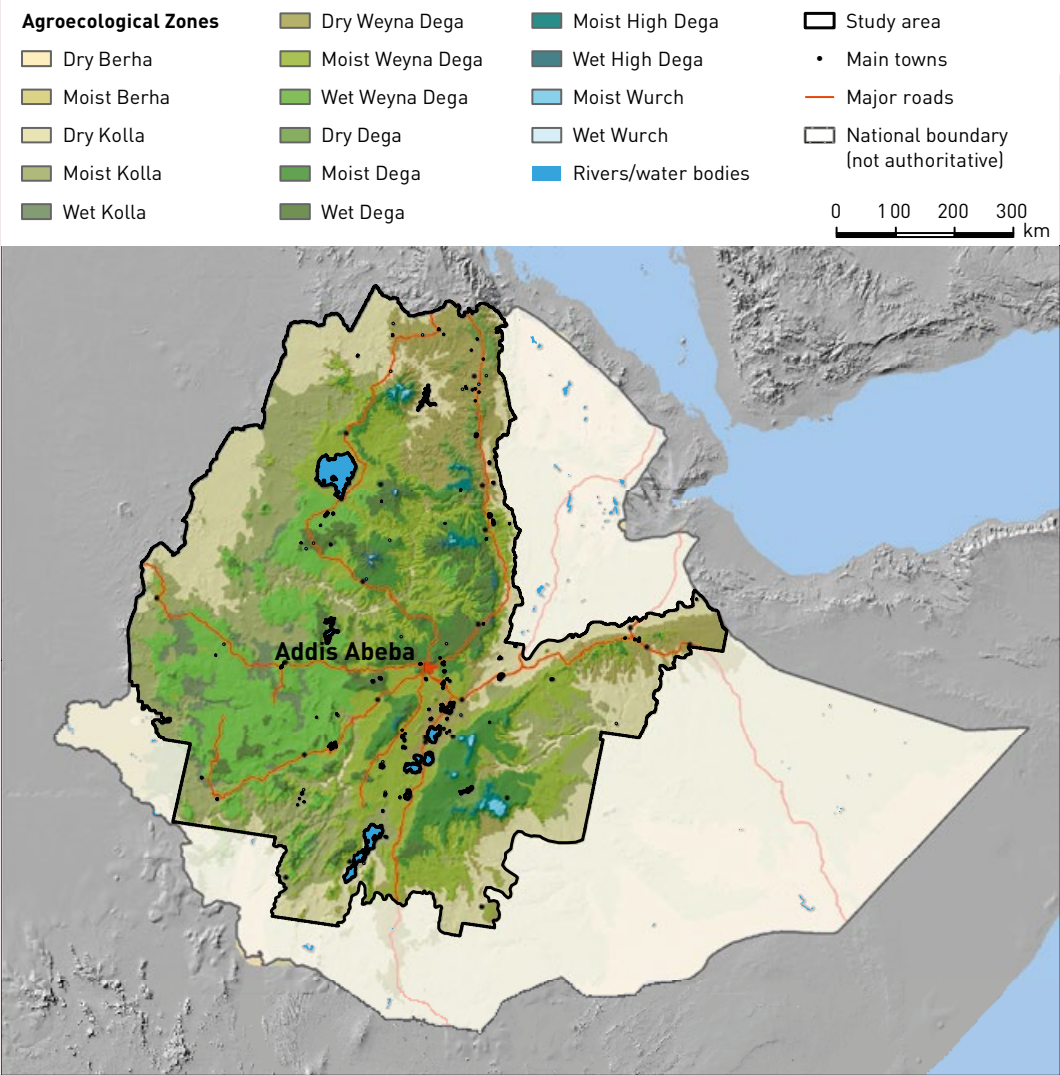 Agroecological Zones
Dry Berha
Moist Berha
Dry Kolla
Moist Kolla
Wet Kolla
Dry Weyna Dega
Moist Weyna Dega
Wet Weyna Dega
Dry Dega
Moist Dega
Wet Dega
Moist High Dega
Wet High Dega
Moist Wurch
Wet Wurch
Rivers/water bodies
Study area
Main towns
Major roads
National boundary
(not authoritative)
0 100 200 300
km
Addis Abeba